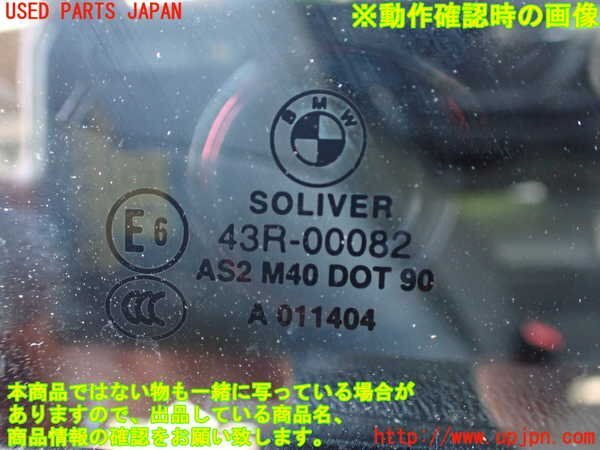 USED PARTS JAPAN
※動作確認時の画像
BMW
SOLIVER
E6
43R-00082
AS2 M40 DOT 90
CCC
A 011404
本商品ではない物も一緒に写っている場合が
ありますので、出品している商品名、
商品情報の確認をお願い致します。
http://www.upjpn.com